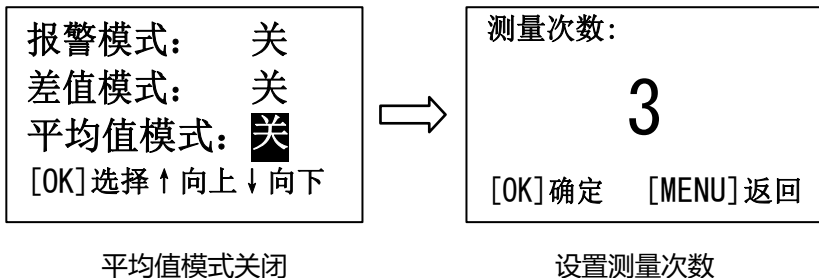 报警模式： 关
差值模式： 关
平均值模式：关
[OK]选择↑向上↓向下
平均值模式关闭
测量次数:
3
[OK]确定 [MENU]返回
设置测量次数